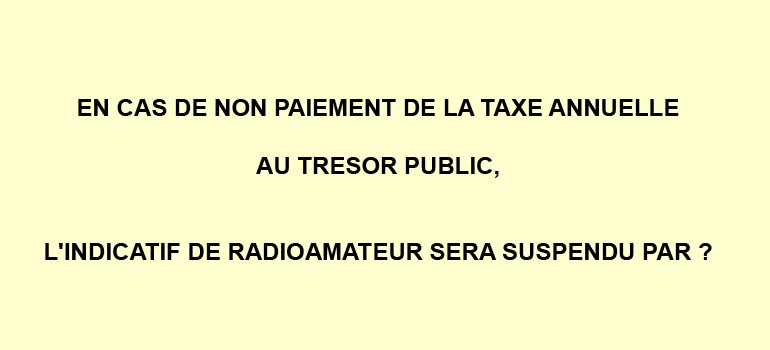 EN CAS DE NON PAIEMENT DE LA TAXE ANNUELLE
AU TRESOR PUBLIC,
L'INDICATIF DE RADIOAMATEUR SERA SUSPENDU PAR ?